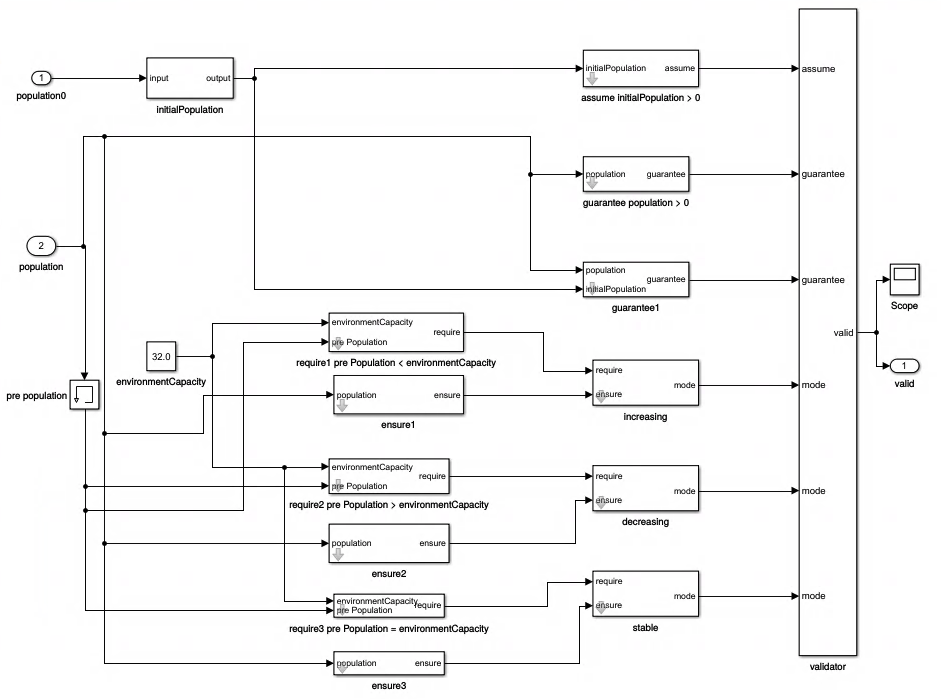 initialPopulation
assume
assume
assume initialPopulation > 0
1
population0
input
output
initialPopulation
population
guarantee
guarantee
guarantee population > 0
2
population
population
initialPopulation
guarantee
guarantee
guarantee1
Scope
valid
1
valid
environmentCapacity
pre Population
require
require1 pre Population < environmentCapacity
32.0
environmentCapacity
require
ensure
mode
mode
increasing
pre population
population
ensure
ensure1
environmentCapacity
pre Population
require
require2 pre Population > environmentCapacity
require
ensure
mode
mode
decreasing
population
ensure
ensure2
environmentCapacity
pre Population
require
require3 pre Population = environmentCapacity
require
ensure
mode
mode
stable
population
ensure
ensure3
validator